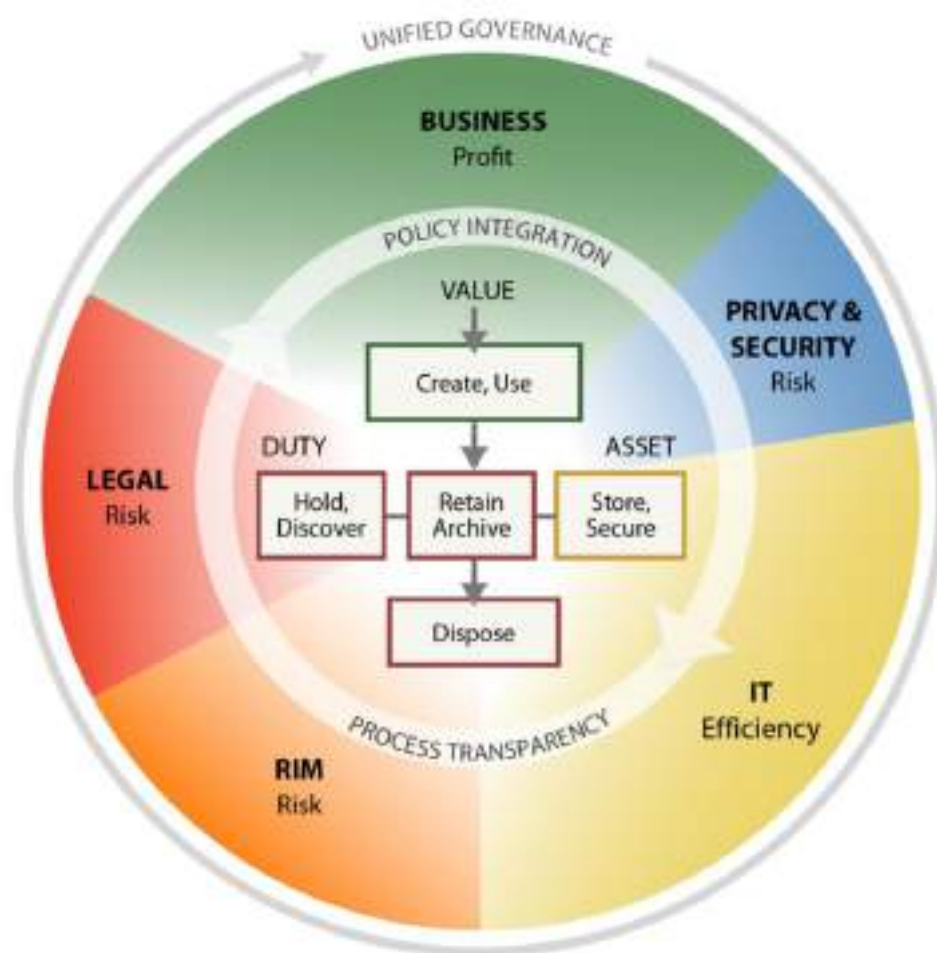 UNIFIED GOVERNANCE
BUSINESS
Profit
POLICY INTEGRATION
VALUE
Create, Use
PRIVACY &
SECURITY
Risk
DUTY
ASSET
LEGAL
Risk
Hold,
Discover
Retain
Archive
Store,
Secure
Dispose
IT
Efficiency
PROCESS TRANSPARENCY
RIM
Risk